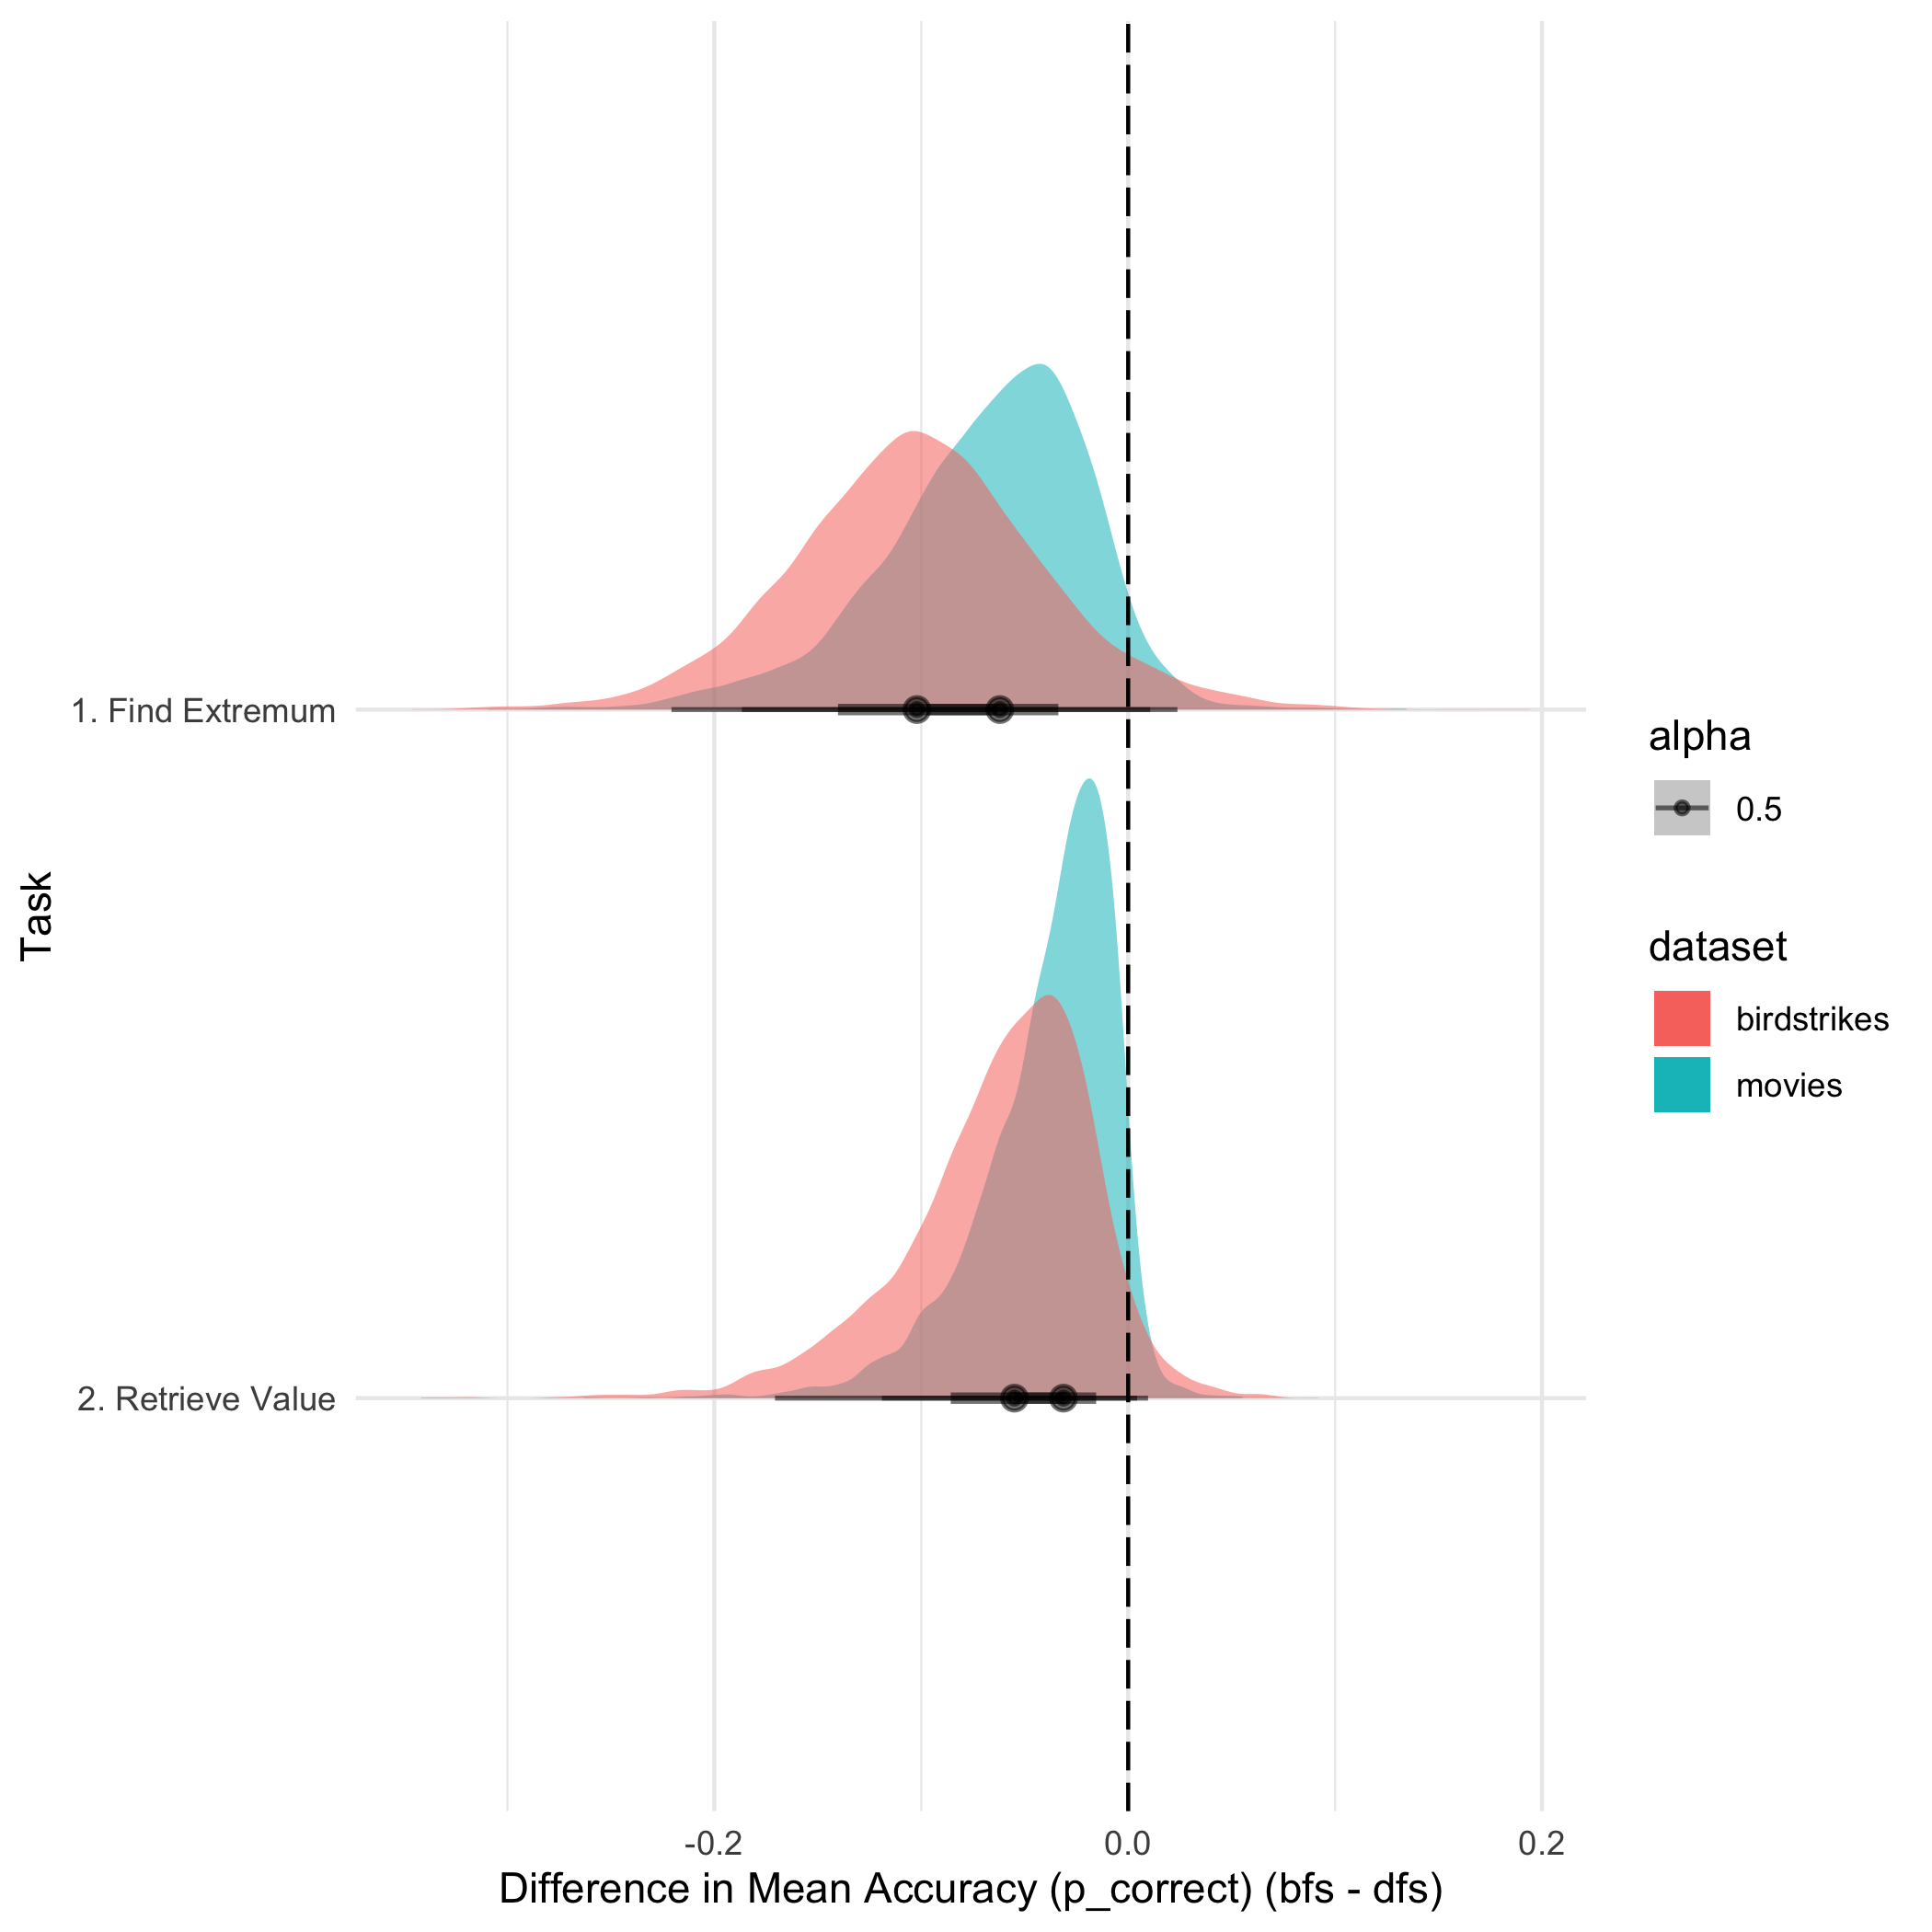 1. Find Extremum
2. Retrieve Value
Task
-0.2
0.0
0.2
Difference in Mean Accuracy (p_correct) (bfs - dfs)
alpha
0.5
dataset
birdstrikes
movies